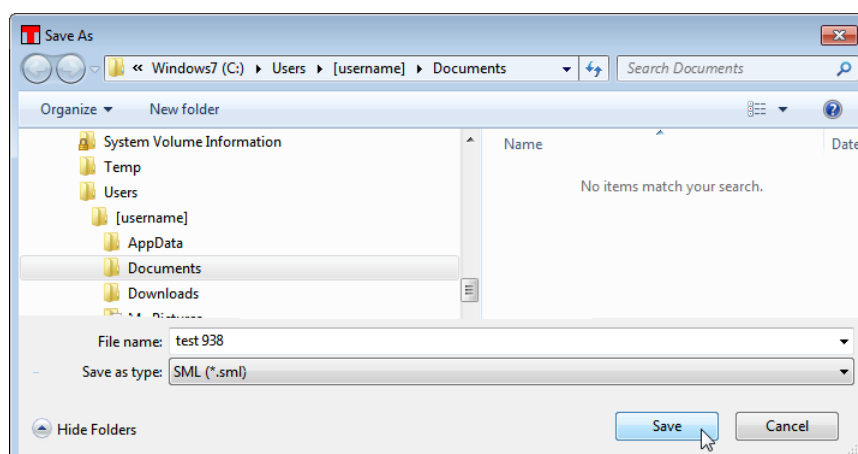 Save As
« Windows7 (C:) ▸ Users ▸ [username] ▸ Documents
Search Documents
Organize
New folder
System Volume Information
Name
Date
Temp
No items match your search.
Users
[username]
AppData
Documents
Downloads
My Pictures
File name: test 938
Save as type: SML (*.sml)
Hide Folders
Save
Cancel